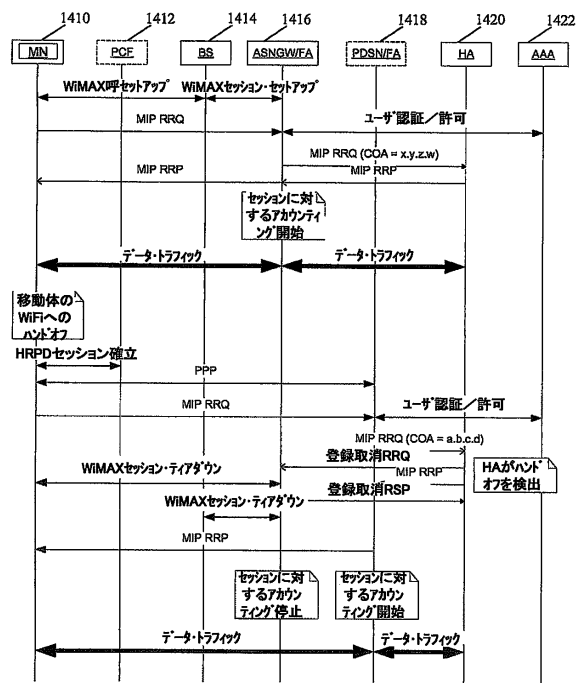 1410 1412 1414 1416 1418 1420 1422
MN PCF BS ASNGW/FA PDSN/FA HA AAA
WiMAX呼セットアップ WiMAXセッション・セットアップ
MIP RRQ ユーザ認証/許可
MIP RRQ (COA = x.y.z.w)
MIP RRP MIP RRP
セッションに対
するアカウンティ
ング開始
データ・トラフィック データ・トラフィック
移動体の
WiFiへの
ハンドオフ
HRPDセッション確立
PPP
MIP RRQ ユーザ認証/許可
MIP RRQ (COA = a.b.c.d)
登録取消RRQ
WiMAXセッション・ティアダウン MIP RRP
HAがハンド
オフを検出
登録取消RSP
WiMAXセッション・ティアダウン
MIP RRP
セッションに対
するアカウン
ティング停止
セッションに対
するアカウン
ティング開始
データ・トラフィック データ・トラフィック